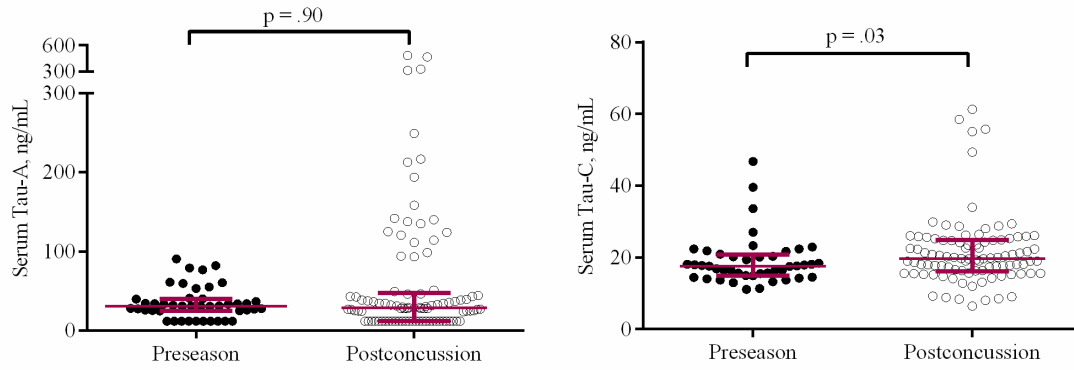 p = .90
600
300
300
200
100
0
Serum Tau-A, ng/mL
Preseason
Postconcussion
p = .03
80
60
40
20
0
Serum Tau-C, ng/mL
Preseason
Postconcussion